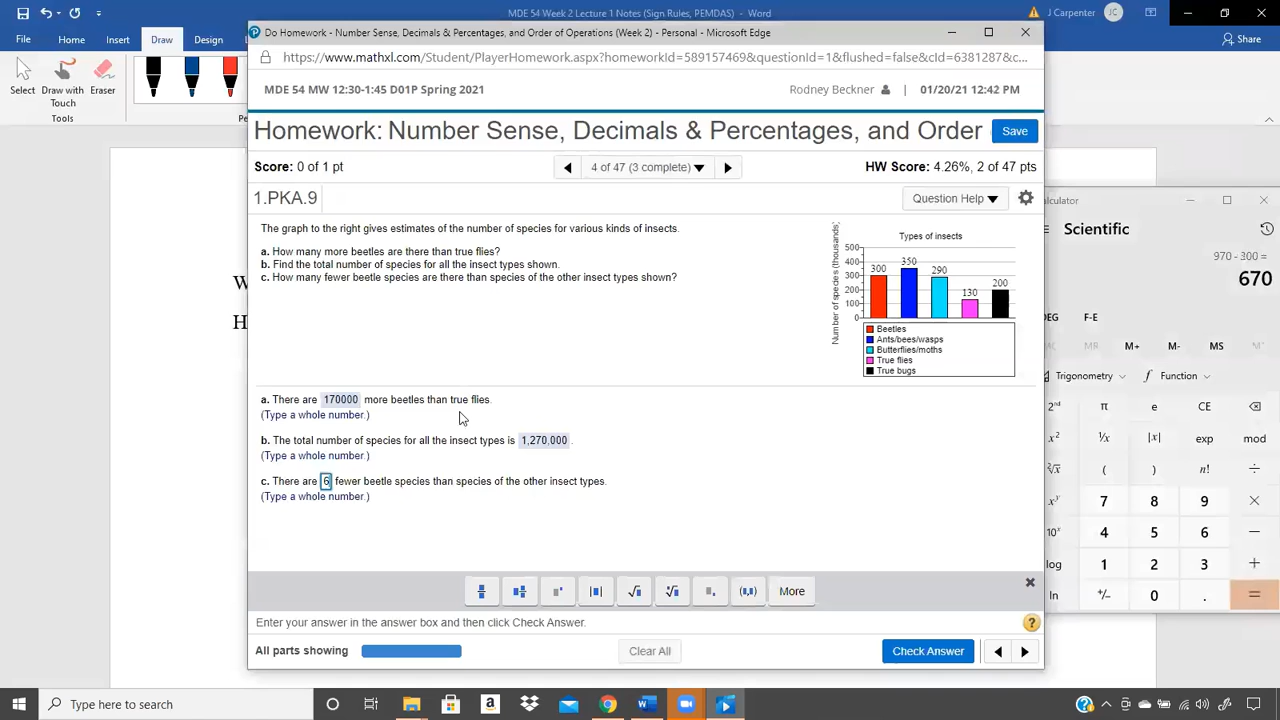 MDE 54 Week 2 Lecture 1 Notes (Sign Rules, PEMDAS) - Word
J Carpenter
JC
File Home Insert Draw Design
Share
Select
Draw with Touch
Eraser
Tools
Do Homework - Number Sense, Decimals & Percentages, and Order of Operations (Week 2) - Personal - Microsoft Edge
https://www.mathxl.com/Student/PlayerHomework.aspx?homeworkId=589157469&questionId=1&flushed=false&cId=6381287&c...
MDE 54 MW 12:30-1:45 D01P Spring 2021
Rodney Beckner | 01/20/21 12:42 PM
Homework: Number Sense, Decimals & Percentages, and Order
Save
Score: 0 of 1 pt
4 of 47 (3 complete)
HW Score: 4.26%, 2 of 47 pts
1.PKA.9
Question Help
The graph to the right gives estimates of the number of species for various kinds of insects.
a. How many more beetles are there than true flies?
b. Find the total number of species for all the insect types shown.
c. How many fewer beetle species are there than species of the other insect types shown?
Types of insects
Number of species (thousands)
500
400
300
200
100
0
300 350 290 130 200
Beetles
Ants/bees/wasps
Butterflies/moths
True flies
True bugs
a. There are 170000 more beetles than true flies.
(Type a whole number.)
b. The total number of species for all the insect types is 1,270,000.
(Type a whole number.)
c. There are 6 fewer beetle species than species of the other insect types.
(Type a whole number.)
More
Enter your answer in the answer box and then click Check Answer.
?
All parts showing
Clear All
Check Answer
Scientific
970 - 300 =
670
DEG F-E
MR M+ M- MS
Trigonometry Function
2nd π e CE
x² ¹/x |x| exp mod
²√x ( ) n!  ÷
xʸ 7 8 9 ×
10ˣ 4 5 6 −
log 1 2 3 +
ln +/- 0 . =
Type here to search